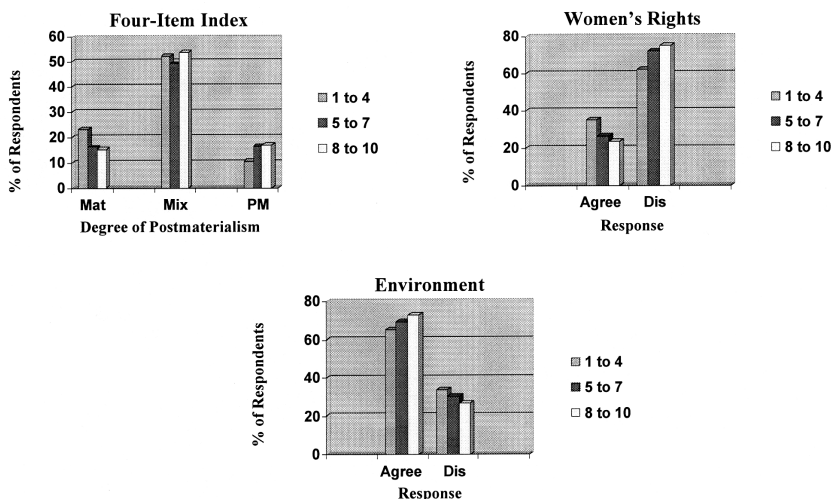 Four-Item Index
% of Respondents
60
50
40
30
20
10
0
Mat Mix PM
Degree of Postmaterialism
1 to 4
5 to 7
8 to 10
Women's Rights
% of Respondents
80
60
40
20
0
Agree Dis
Response
1 to 4
5 to 7
8 to 10
Environment
% of Respondents
80
60
40
20
0
Agree Dis
Response
1 to 4
5 to 7
8 to 10